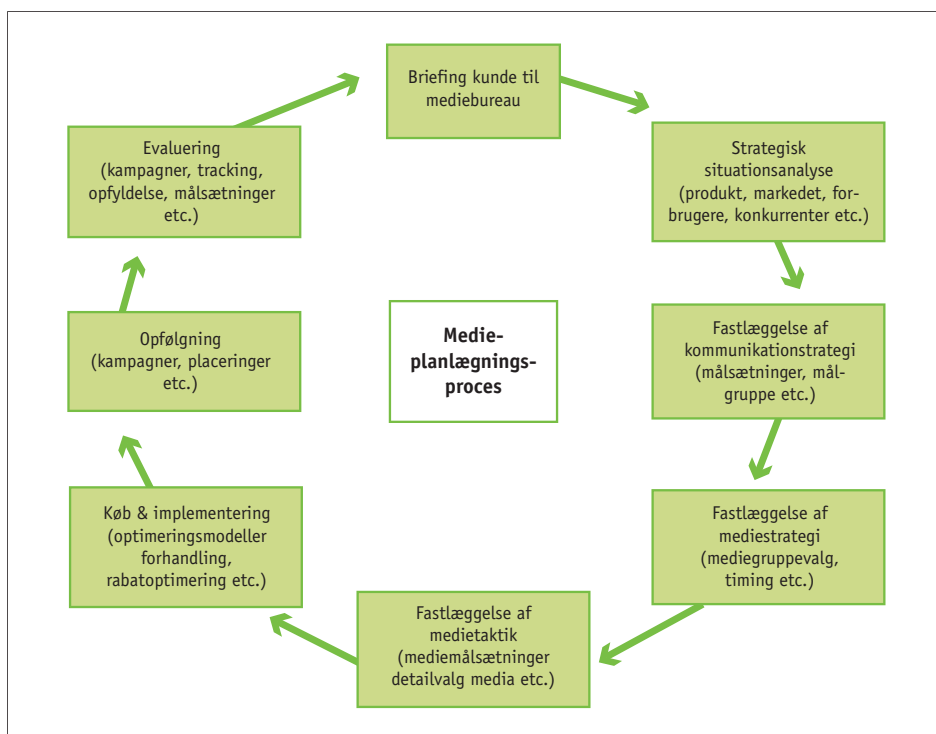 Briefing kunde til
mediebureau
Strategisk
situationsanalyse
(produkt, markedet, for-
brugere, konkurrenter etc.)
Fastlæggelse af
kommunikationstrategi
(målsætninger, mål-
gruppe etc.)
Fastlæggelse af
mediestrategi
(mediegruppevalg,
timing etc.)
Fastlæggelse af
medietaktik
(mediemålsætninger
detailvalg media etc.)
Køb & implementering
(optimeringsmodeller
forhandling,
rabatoptimering etc.)
Opfølgning
(kampagner, placeringer
etc.)
Evaluering
(kampagner, tracking,
opfyldelse, målsætninger
etc.)
Medie-
planlægnings-
proces